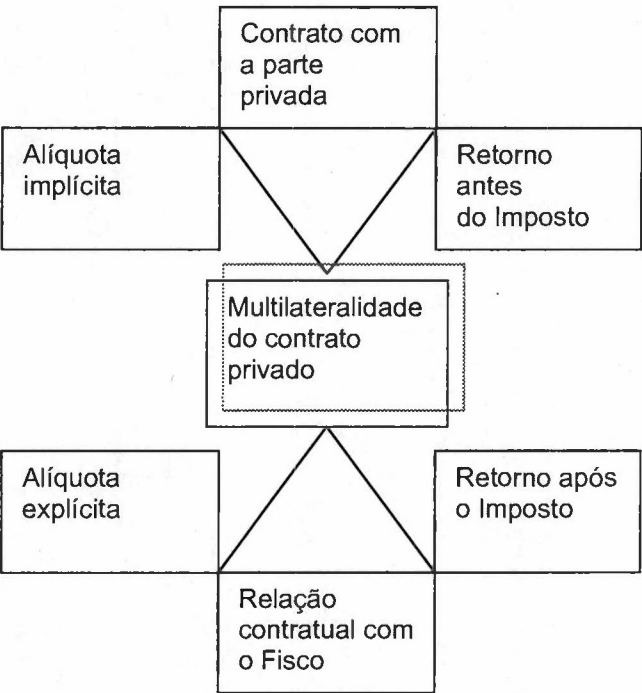 Contrato com
a parte
privada
Alíquota
implícita
Retorno
antes
do Imposto
Multilateralidade
do contrato
privado
Alíquota
explícita
Retorno após
o Imposto
Relação
contratual com
o Fisco